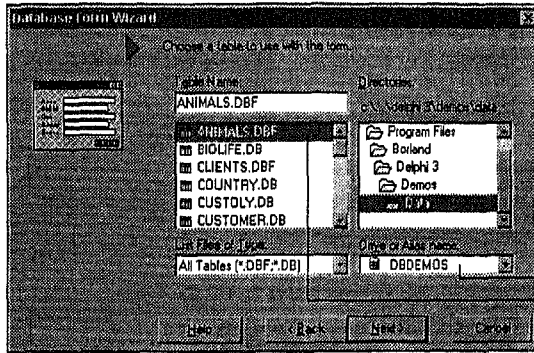 Database Form Wizard
Choose a table to use with the form.
Table Name:
ANIMALS.DBF
ANIMALS.DBF
BIOLIFE.DB
CLIENTS.DBF
COUNTRY.DB
CUSTOLY.DB
CUSTOMER.DB
List Files of Type:
All Tables (*.DBF;*.DB)
Directories:
Program Files
Borland
Delphi 3
Demos
Drive or Alias name:
DBDEMOS
Help
< Back
Next >
Cancel